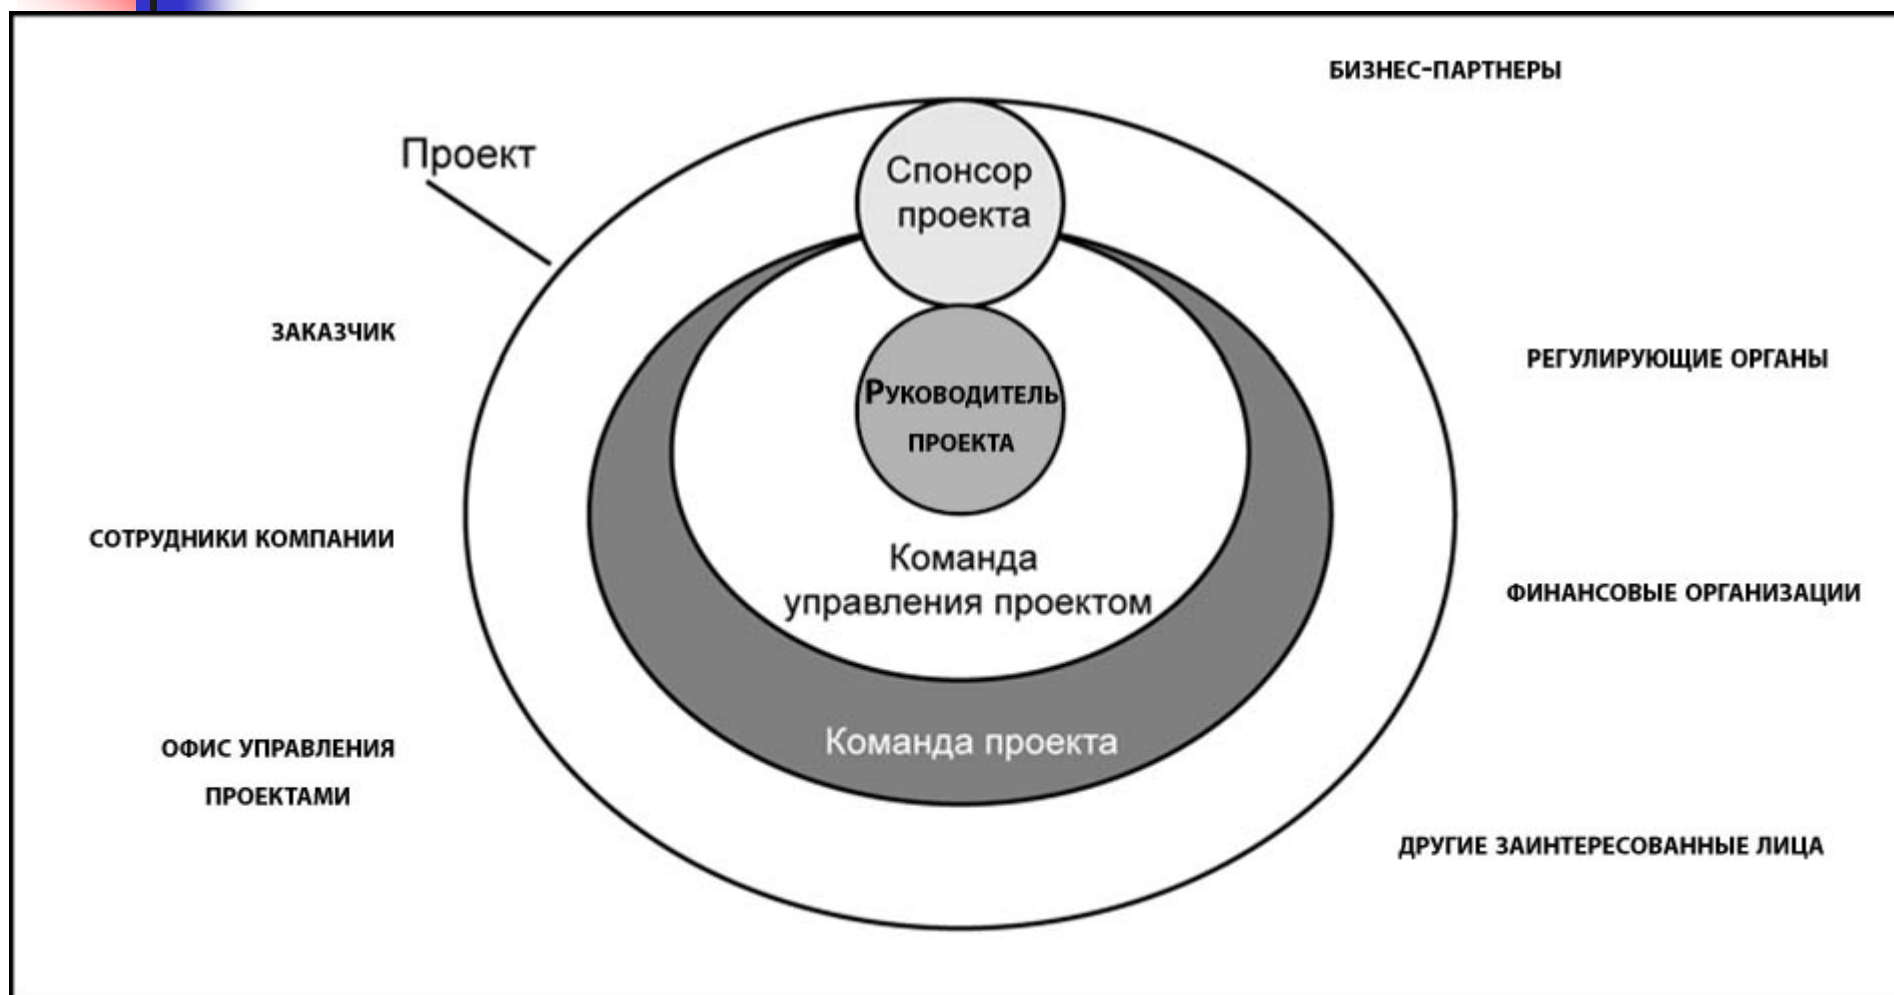 БИЗНЕС-ПАРТНЕРЫ
Проект
Спонсор
проекта
ЗАКАЗЧИК
РЕГУЛИРУЮЩИЕ ОРГАНЫ
РУКОВОДИТЕЛЬ
ПРОЕКТА
СОТРУДНИКИ КОМПАНИИ
Команда
управления проектом
ФИНАНСОВЫЕ ОРГАНИЗАЦИИ
Команда проекта
ОФИС УПРАВЛЕНИЯ
ПРОЕКТАМИ
ДРУГИЕ ЗАИНТЕРЕСОВАННЫЕ ЛИЦА